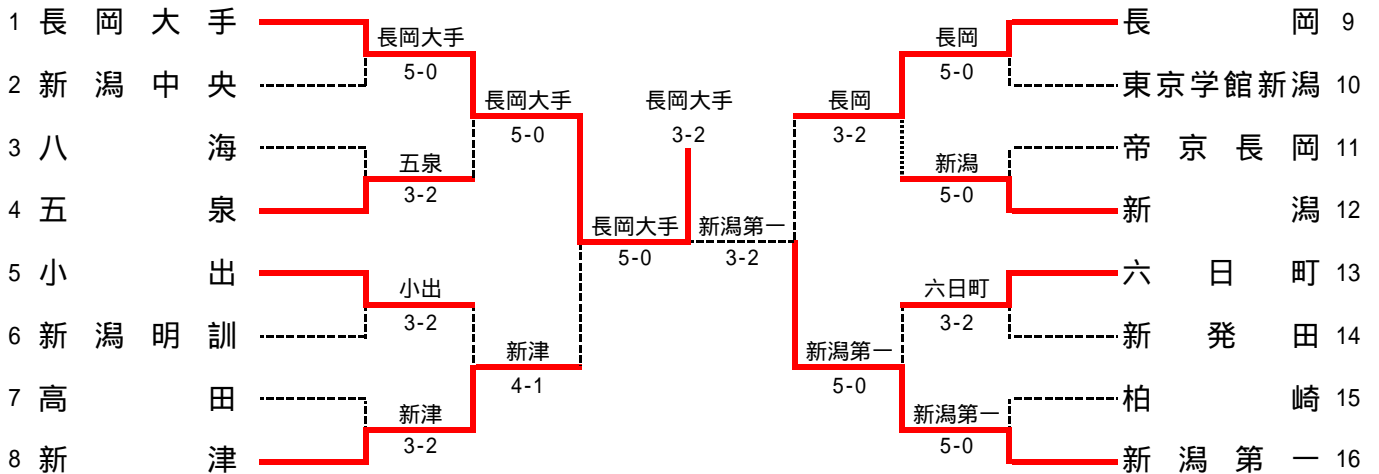 1 長岡大手
2 新潟中央
3 八海
4 五泉
5 小出
6 新潟明訓
7 高田
8 新津
長岡大手
5-0
五泉
3-2
小出
3-2
新津
3-2
長岡大手
5-0
新津
4-1
長岡大手
5-0
長岡大手
3-2
新潟第一
3-2
長岡
3-2
新潟第一
5-0
長岡
5-0
新潟
5-0
六日町
3-2
新潟第一
5-0
長岡 9
東京学館新潟 10
帝京長岡 11
新潟 12
六日町 13
新発田 14
柏崎 15
新潟第一 16